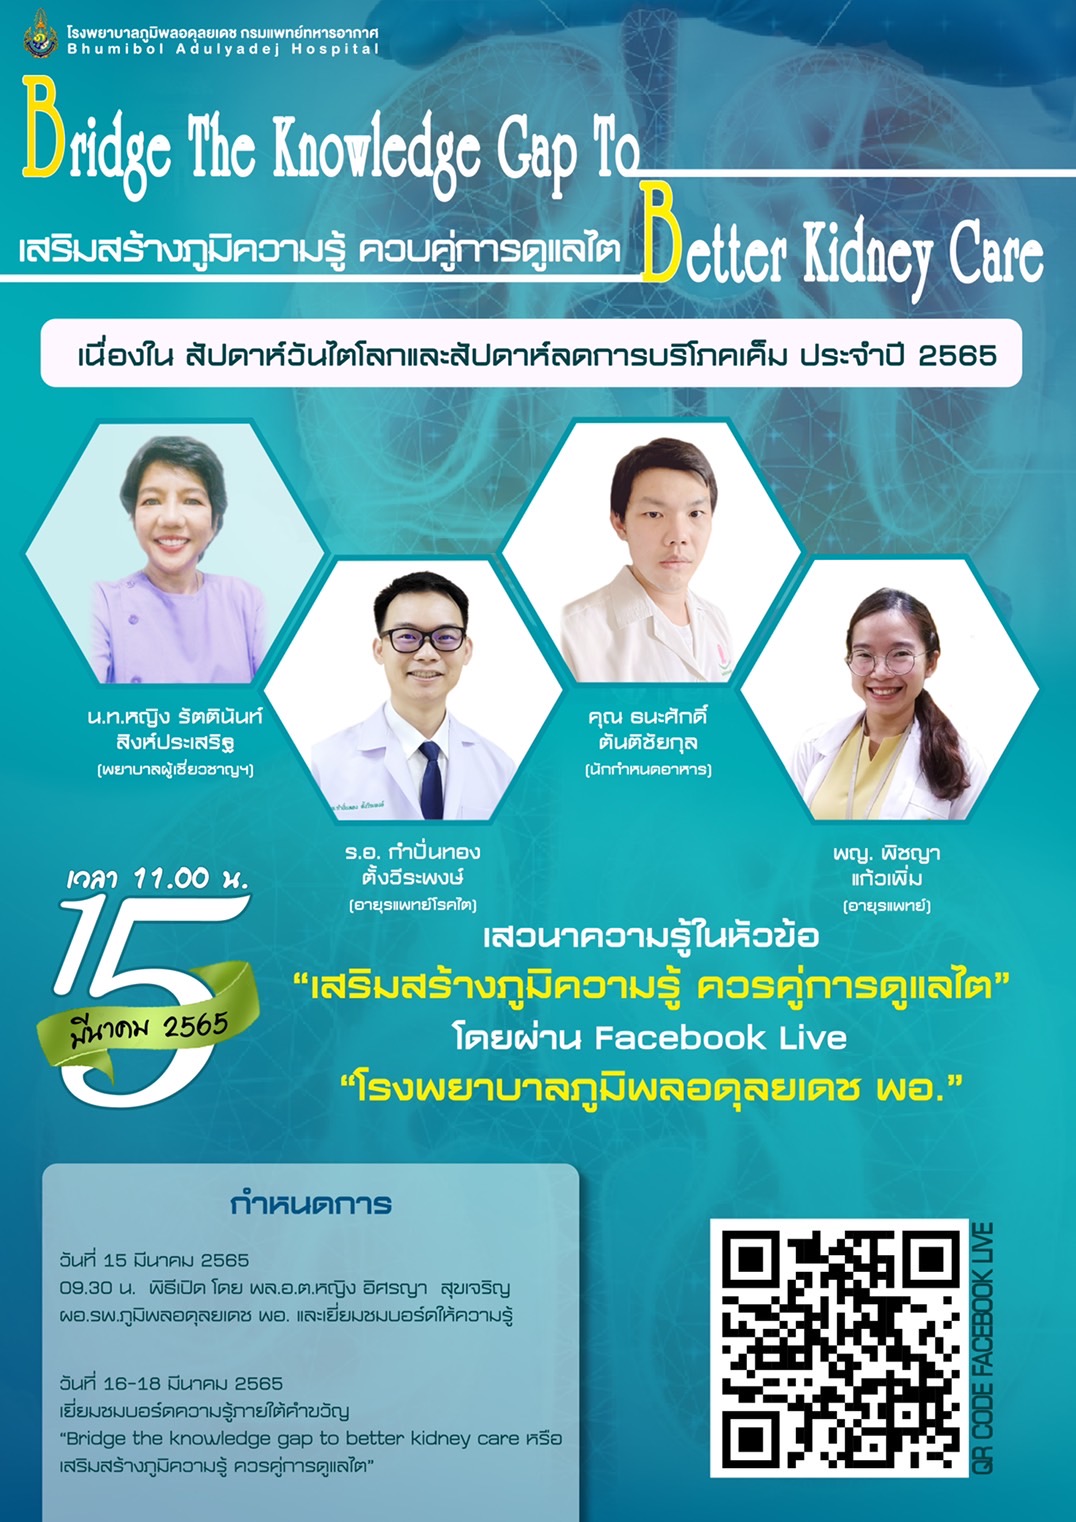 โรงพยาบาลภูมิพลอดุลยเดช กรมแพทย์ทหารอากาศ
Bhumibol Adulyadej Hospital
Bridge The Knowledge Gap To
เสริมสร้างภูมิความรู้ ควบคู่การดูแลไต
Better Kidney Care
เนื่องใน สัปดาห์วันไตโลกและสัปดาห์ลดการบริโภคเค็ม ประจำปี 2565
น.ท.หญิง รัตตินันท์
สิงห์ประเสริฐ
(พยาบาลผู้เชี่ยวชาญฯ)
ร.อ. กำปั่นทอง
ตั้งวีระพงษ์
(อายุรแพทย์โรคไต)
คุณ ธนะศักดิ์
ตันติชัยกุล
(นักกำหนดอาหาร)
พญ. พิชญา
แก้วเพิ่ม
(อายุรแพทย์)
เวลา 11.00 น.
15
มีนาคม 2565
เสวนาความรู้ในหัวข้อ
“เสริมสร้างภูมิความรู้ ควรคู่การดูแลไต”
โดยผ่าน Facebook Live
“โรงพยาบาลภูมิพลอดุลยเดช พอ.”
กำหนดการ
วันที่ 15 มีนาคม 2565
09.30 น. พิธีเปิด โดย พล.อ.ต.หญิง อิศรญา สุขเจริญ
ผอ.รพ.ภูมิพลอดุลยเดช พอ. และเยี่ยมชมบอร์ดให้ความรู้
วันที่ 16-18 มีนาคม 2565
เยี่ยมชมบอร์ดความรู้ภายใต้คำขวัญ
“Bridge the knowledge gap to better kidney care หรือ
เสริมสร้างภูมิความรู้ ควรคู่การดูแลไต”
QR CODE FACEBOOK LIVE